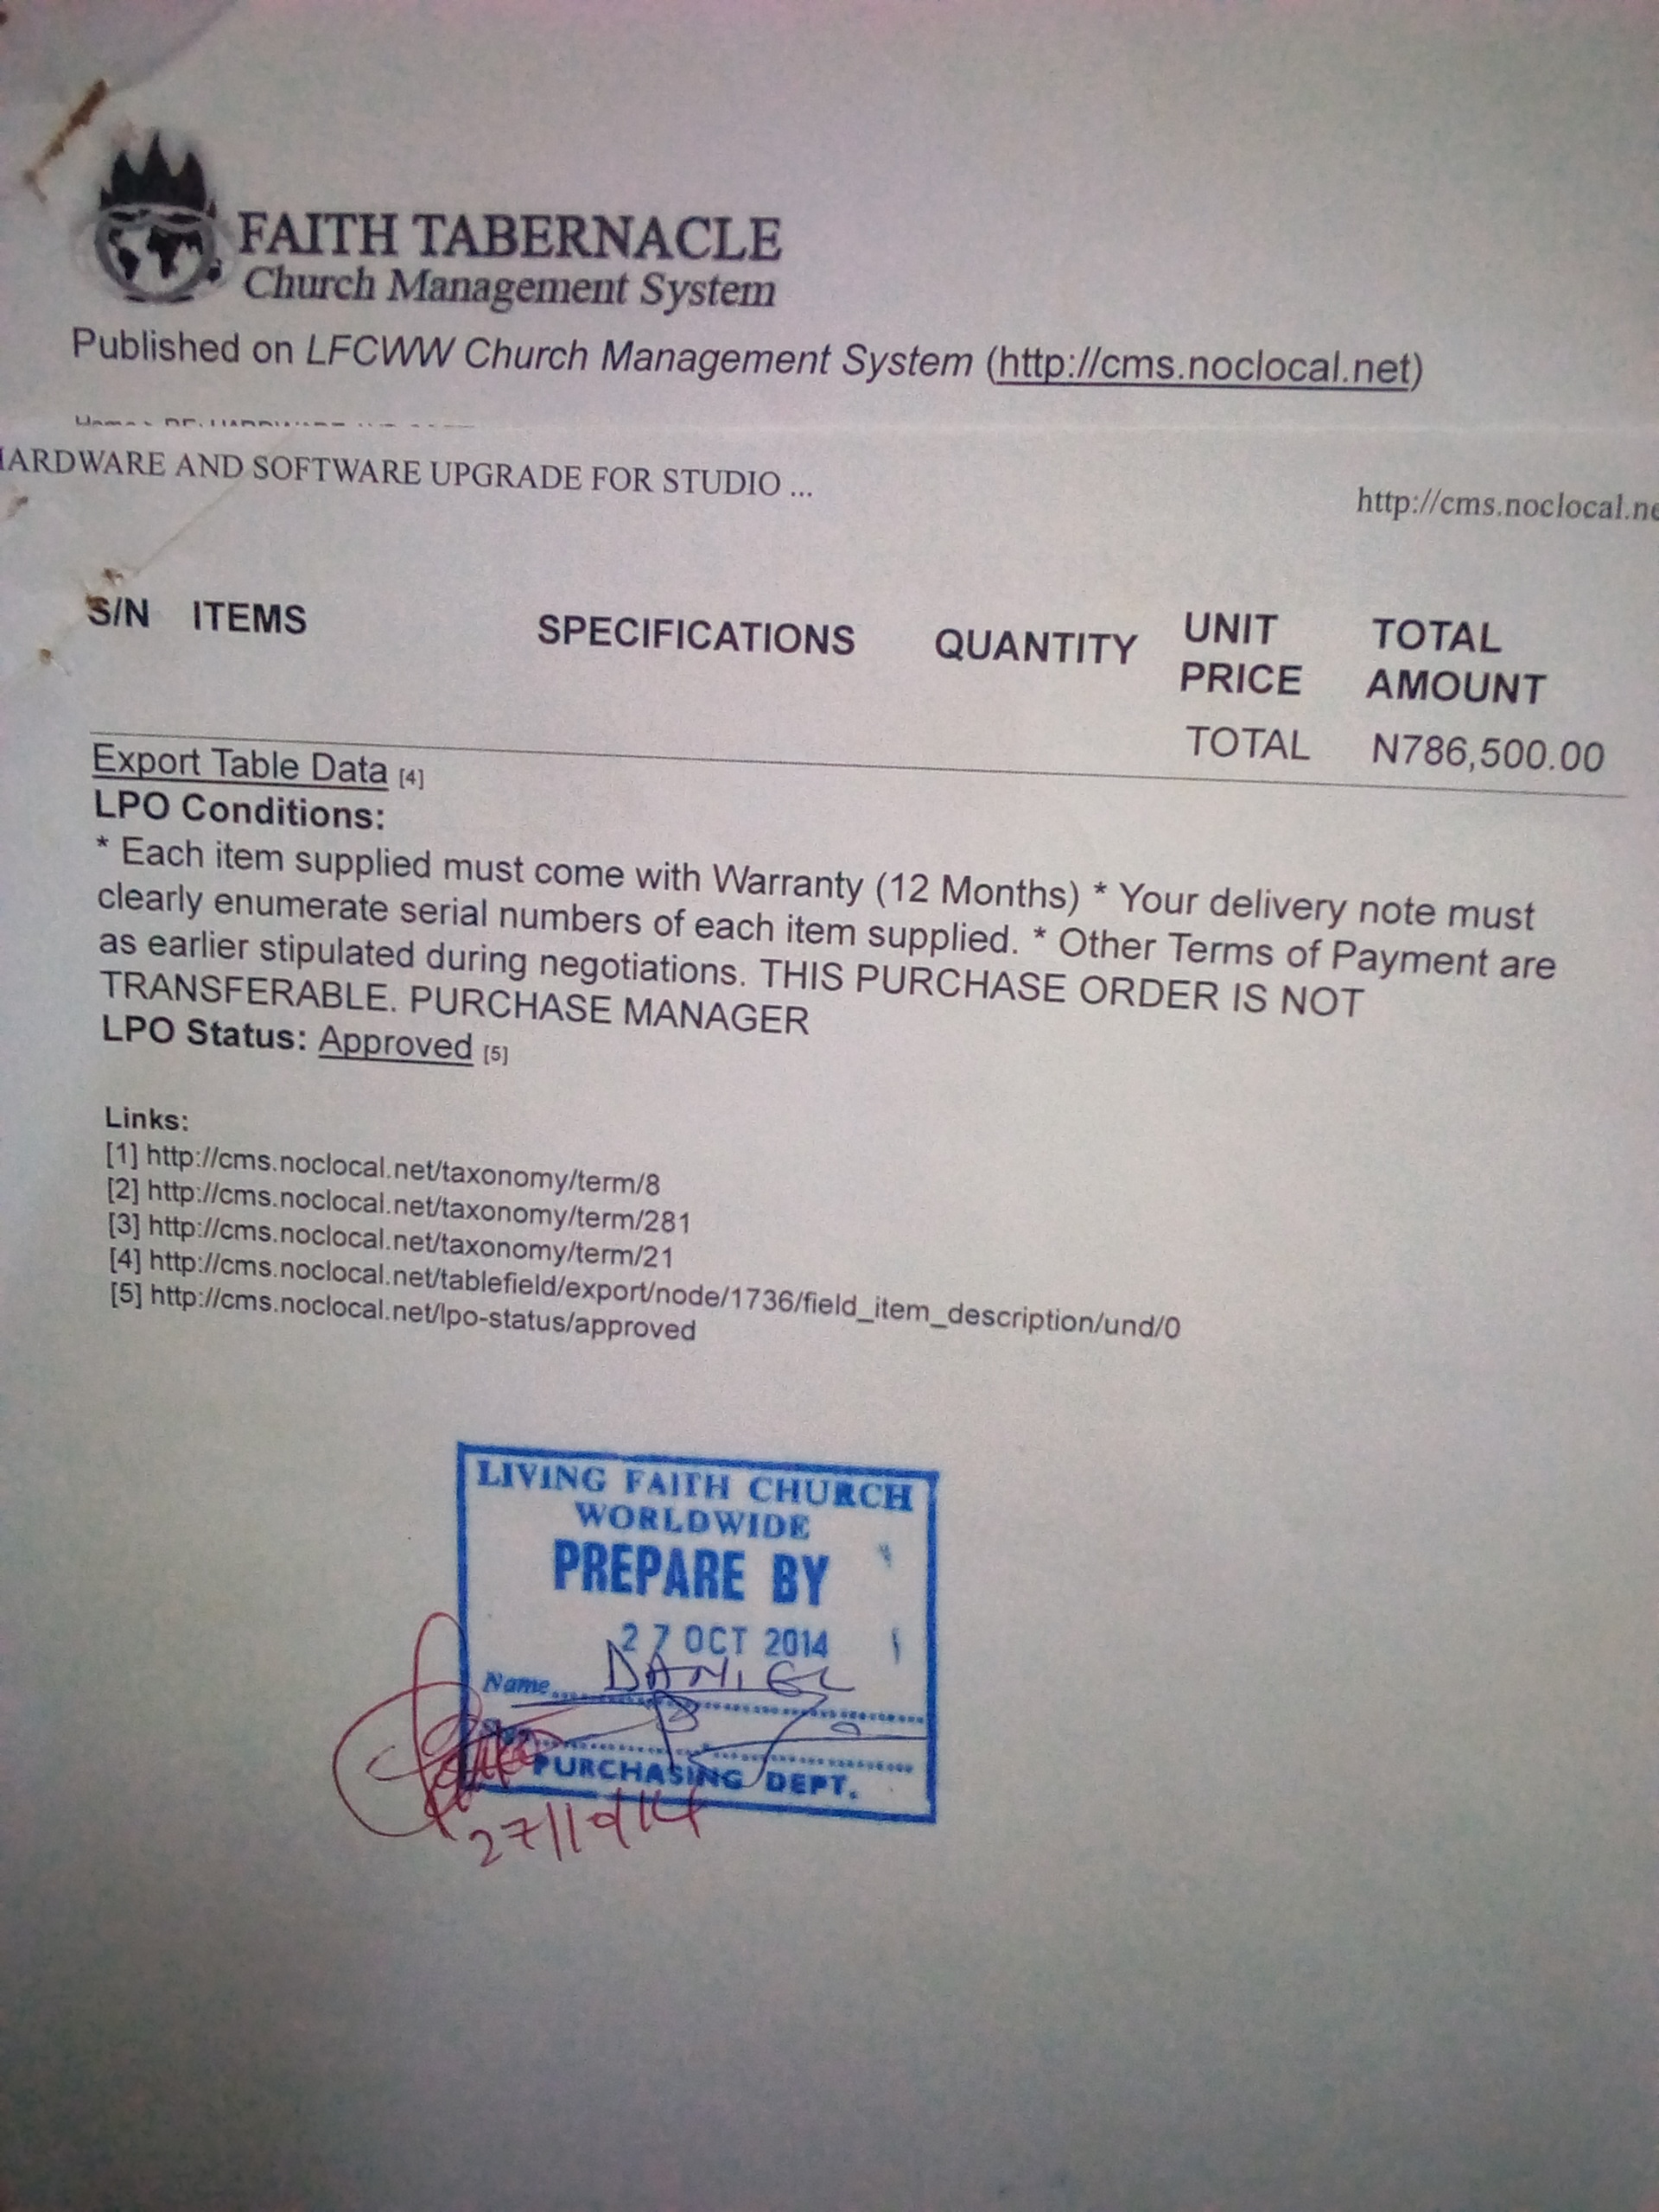 FAITH TABERNACLE
Church Management System
Published on LFCWW Church Management System (http://cms.noclocal.net)
HARDWARE AND SOFTWARE UPGRADE FOR STUDIO ...
http://cms.noclocal.ne
S/N ITEMS SPECIFICATIONS QUANTITY UNIT PRICE TOTAL AMOUNT
TOTAL N786,500.00
Export Table Data [4]
LPO Conditions:
* Each item supplied must come with Warranty (12 Months) * Your delivery note must
clearly enumerate serial numbers of each item supplied. * Other Terms of Payment are
as earlier stipulated during negotiations. THIS PURCHASE ORDER IS NOT
TRANSFERABLE. PURCHASE MANAGER
LPO Status: Approved [5]
Links:
[1] http://cms.noclocal.net/taxonomy/term/8
[2] http://cms.noclocal.net/taxonomy/term/281
[3] http://cms.noclocal.net/taxonomy/term/21
[4] http://cms.noclocal.net/tablefield/export/node/1736/field_item_description/und/0
[5] http://cms.noclocal.net/lpo-status/approved
LIVING FAITH CHURCH
WORLDWIDE
PREPARE BY
27 OCT 2014
Name DANIEL
PURCHASING DEPT.
27/10/14